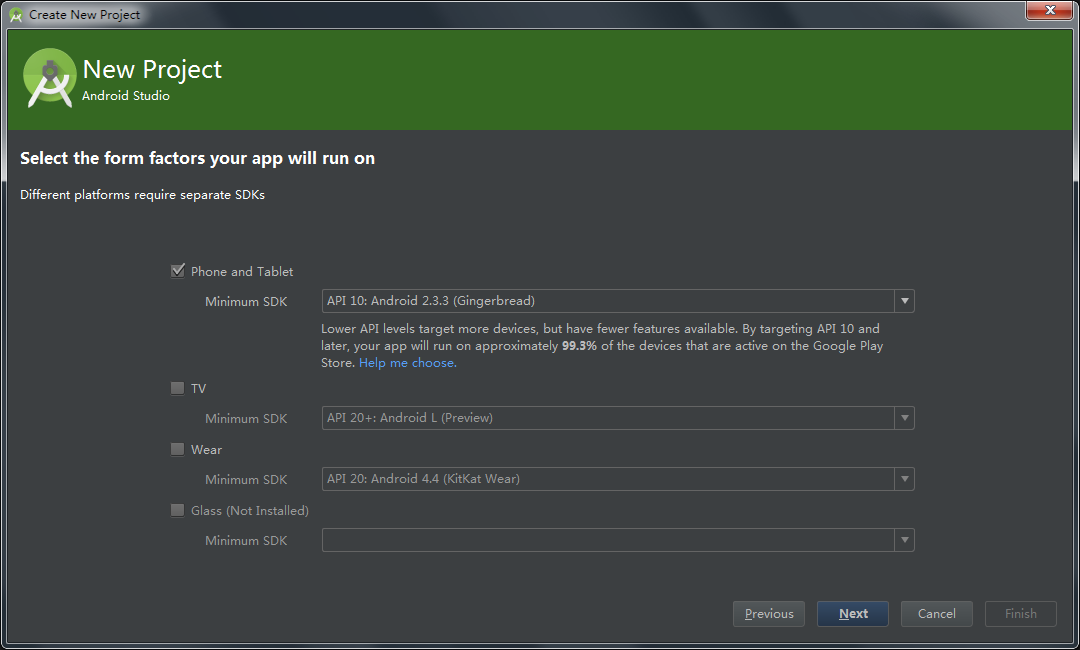 Create New Project
New Project
Android Studio
Select the form factors your app will run on
Different platforms require separate SDKs
Phone and Tablet
Minimum SDK
API 10: Android 2.3.3 (Gingerbread)
Lower API levels target more devices, but have fewer features available. By targeting API 10 and
later, your app will run on approximately 99.3% of the devices that are active on the Google Play
Store. Help me choose.
TV
Minimum SDK
API 20+: Android L (Preview)
Wear
Minimum SDK
API 20: Android 4.4 (KitKat Wear)
Glass (Not Installed)
Minimum SDK
Previous
Next
Cancel
Finish